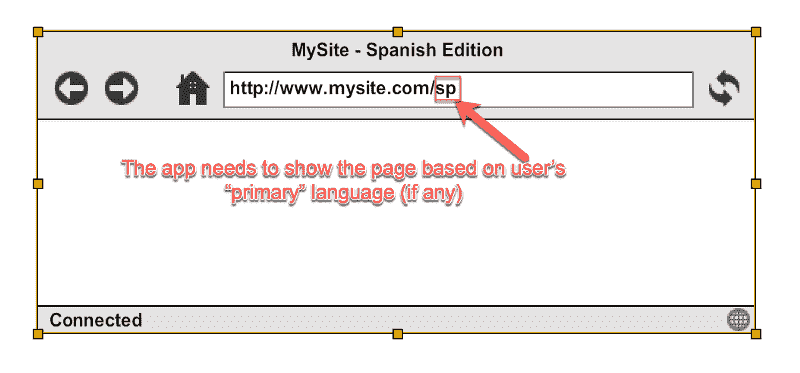 MySite - Spanish Edition
http://www.mysite.com/sp
The app needs to show the page based on user's
“primary” language (if any)
Connected